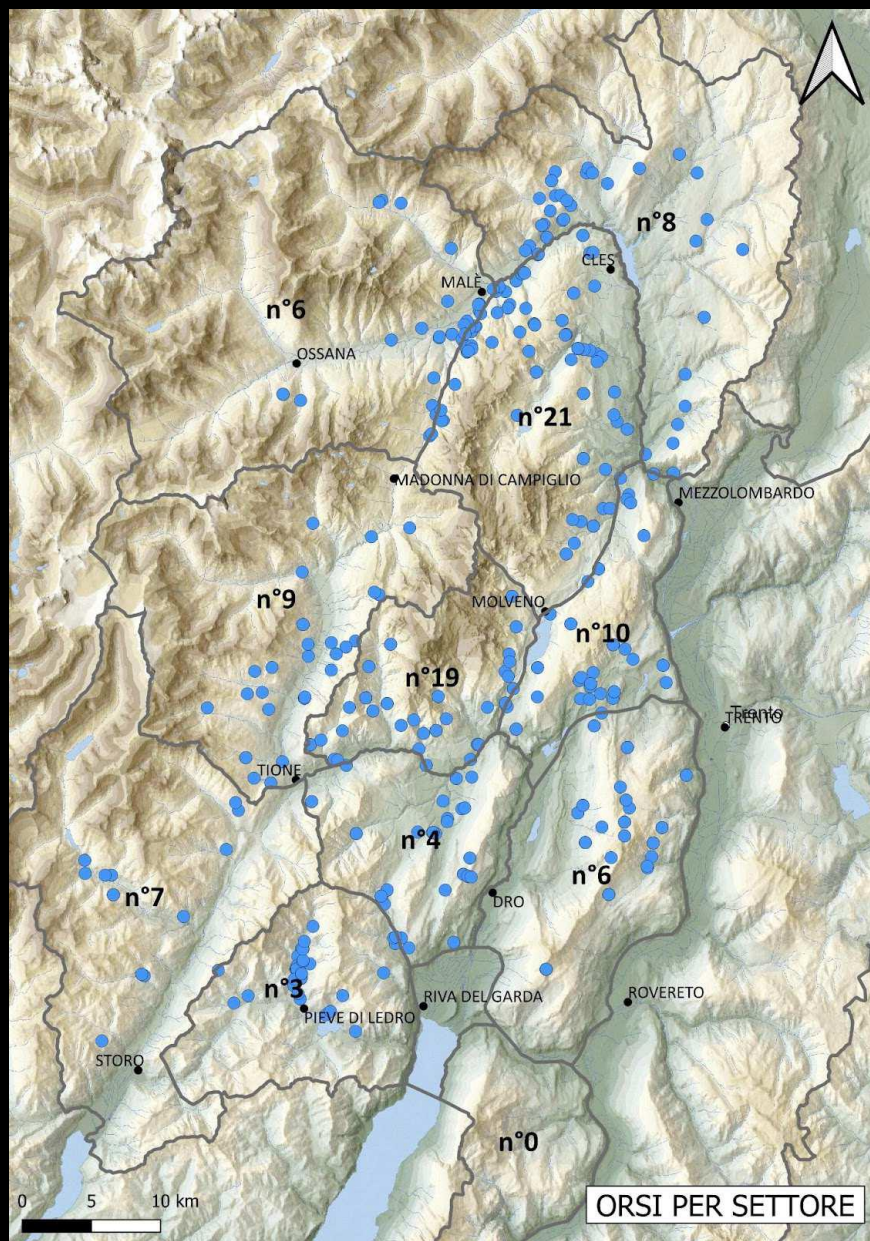 n°8
CLES
MALÈ
n°6
OSSANA
n°21
MADONNA DI CAMPIGLIO
MEZZOLOMBARDO
n°9
MOLVENO
n°10
n°19
Trento
TRENTO
TIONE
n°4
n°6
n°7
DRO
n°3
RIVA DEL GARDA
ROVERETO
PIEVE DI LEDRO
STORO
n°0
0 5 10 km
ORSI PER SETTORE